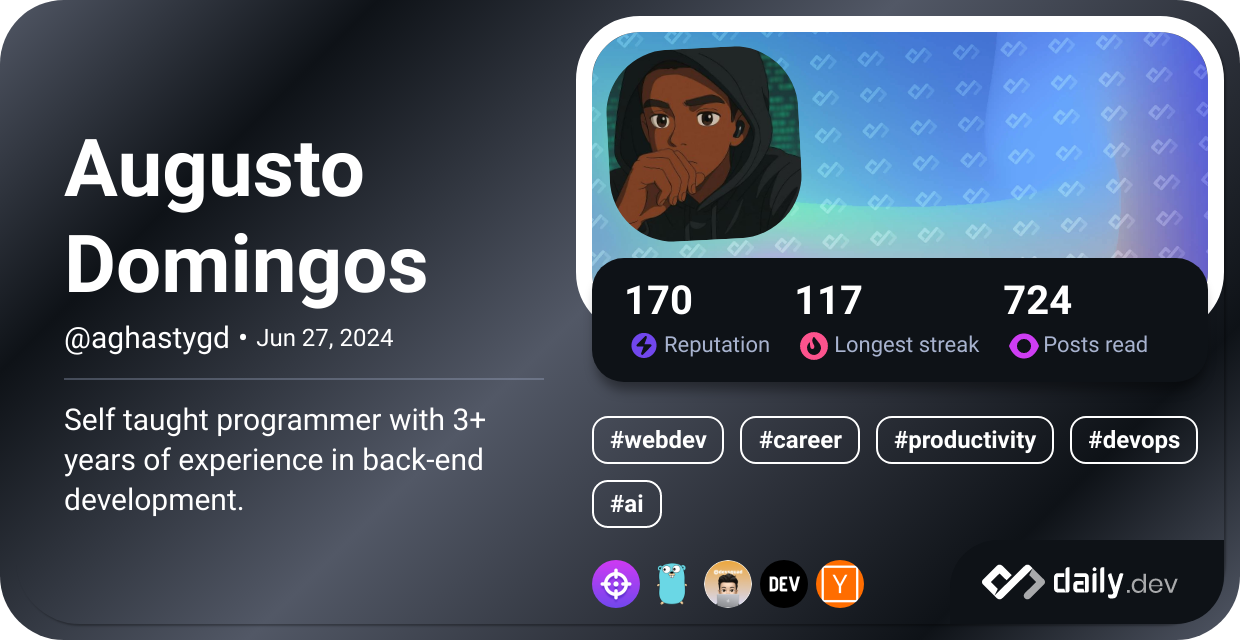 Augusto
Domingos
@aghastygd • Jun 27, 2024
Self taught programmer with 3+
years of experience in back-end
development.
170 117 724
Reputation Longest streak Posts read
#webdev #career #productivity #devops
#ai
DEV Y
daily.dev